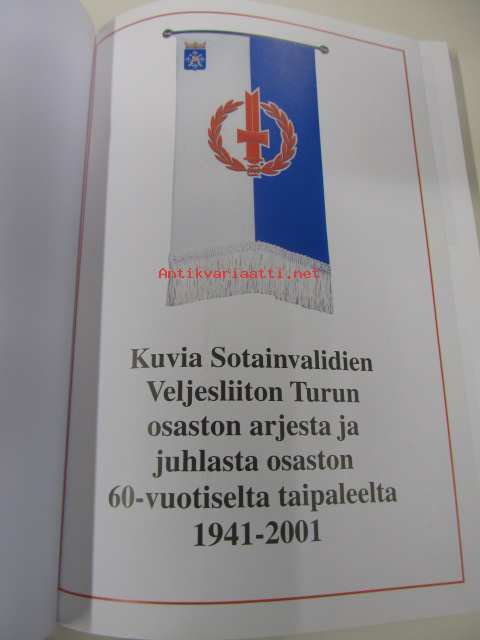 Antikvariaatti.net
Kuvia Sotainvalidien
Veljesliiton Turun
osaston arjesta ja
juhlasta osaston
60-vuotiselta taipaleelta
1941-2001